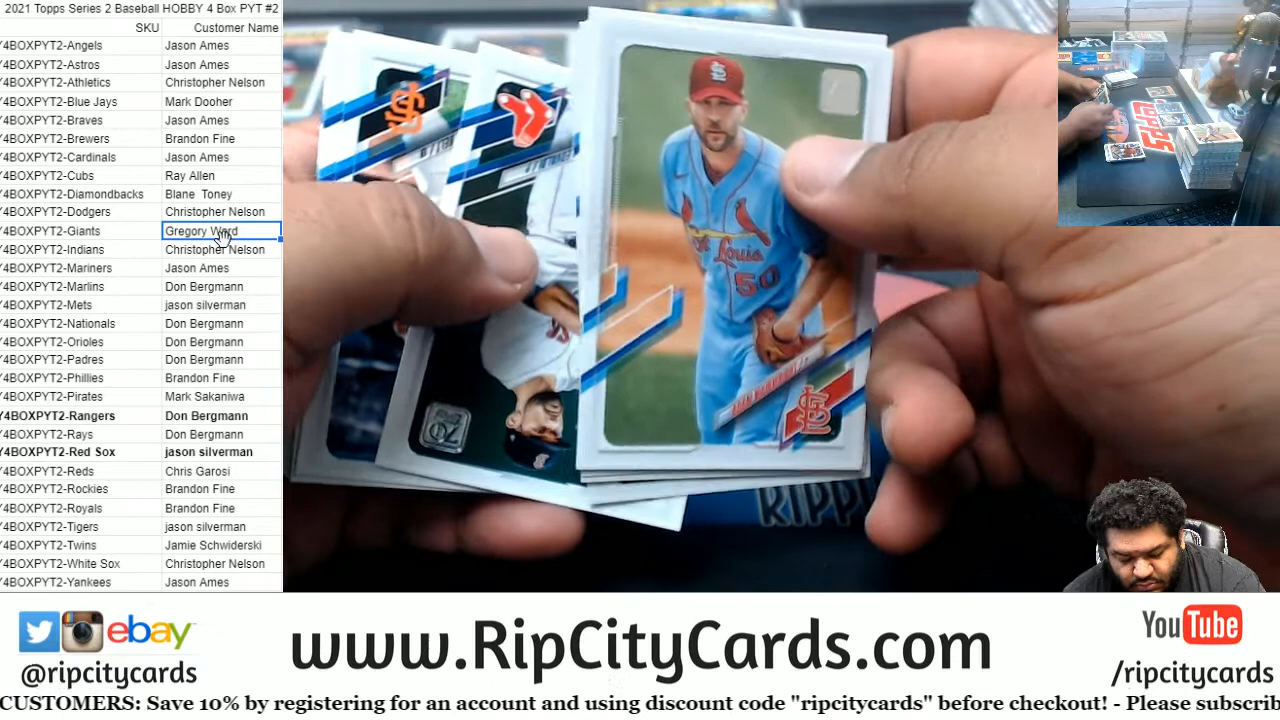 2021 Topps Series 2 Baseball HOBBY 4 Box PYT #2
SKU Customer Name
Y4BOXPYT2-Angels Jason Ames
Y4BOXPYT2-Astros Jason Ames
Y4BOXPYT2-Athletics Christopher Nelson
Y4BOXPYT2-Blue Jays Mark Dooher
Y4BOXPYT2-Braves Jason Ames
Y4BOXPYT2-Brewers Brandon Fine
Y4BOXPYT2-Cardinals Jason Ames
Y4BOXPYT2-Cubs Ray Allen
Y4BOXPYT2-Diamondbacks Blane Toney
Y4BOXPYT2-Dodgers Christopher Nelson
Y4BOXPYT2-Giants Gregory Ward
Y4BOXPYT2-Indians Christopher Nelson
Y4BOXPYT2-Mariners Jason Ames
Y4BOXPYT2-Marlins Don Bergmann
Y4BOXPYT2-Mets jason silverman
Y4BOXPYT2-Nationals Don Bergmann
Y4BOXPYT2-Orioles Don Bergmann
Y4BOXPYT2-Padres Don Bergmann
Y4BOXPYT2-Phillies Brandon Fine
Y4BOXPYT2-Pirates Mark Sakaniwa
Y4BOXPYT2-Rangers Don Bergmann
Y4BOXPYT2-Rays Don Bergmann
Y4BOXPYT2-Red Sox jason silverman
Y4BOXPYT2-Reds Chris Garosi
Y4BOXPYT2-Rockies Brandon Fine
Y4BOXPYT2-Royals Brandon Fine
Y4BOXPYT2-Tigers jason silverman
Y4BOXPYT2-Twins Jamie Schwiderski
Y4BOXPYT2-White Sox Christopher Nelson
Y4BOXPYT2-Yankees Jason Ames
SF
Louis
50
70
RIPP
topps
ebay
@ripcitycards
www.RipCityCards.com
YouTube
/ripcitycards
CUSTOMERS: Save 10% by registering for an account and using discount code "ripcitycards" before checkout! - Please subscrib